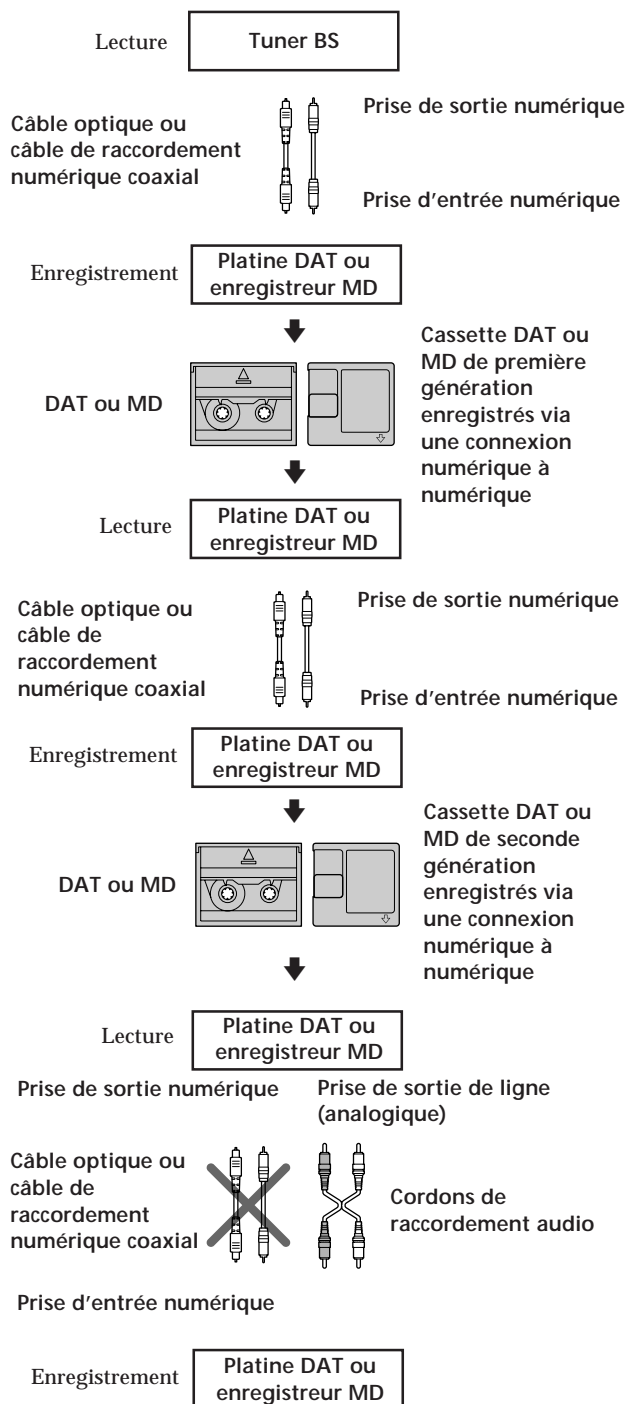 Lecture
Tuner BS
Câble optique ou
câble de raccordement
numérique coaxial
Prise de sortie numérique
Prise d'entrée numérique
Enregistrement
Platine DAT ou
enregistreur MD
DAT ou MD
Cassette DAT ou
MD de première
génération
enregistrés via
une connexion
numérique à
numérique
Lecture
Platine DAT ou
enregistreur MD
Câble optique ou
câble de
raccordement
numérique coaxial
Prise de sortie numérique
Prise d'entrée numérique
Enregistrement
Platine DAT ou
enregistreur MD
DAT ou MD
Cassette DAT ou
MD de seconde
génération
enregistrés via
une connexion
numérique à
numérique
Lecture
Platine DAT ou
enregistreur MD
Prise de sortie numérique
Prise de sortie de ligne
(analogique)
Câble optique ou
câble de
raccordement
numérique coaxial
Cordons de
raccordement audio
Prise d'entrée numérique
Enregistrement
Platine DAT ou
enregistreur MD